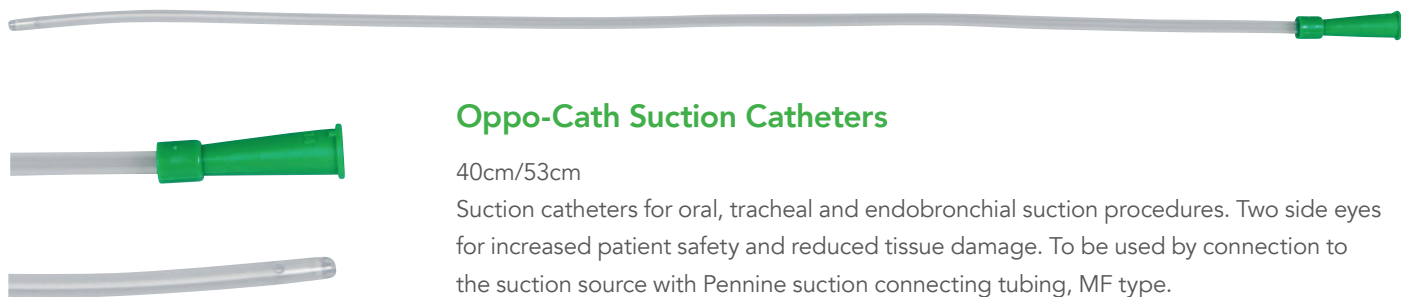 Oppo-Cath Suction Catheters
40cm/53cm
Suction catheters for oral, tracheal and endobronchial suction procedures. Two side eyes
for increased patient safety and reduced tissue damage. To be used by connection to
the suction source with Pennine suction connecting tubing, MF type.